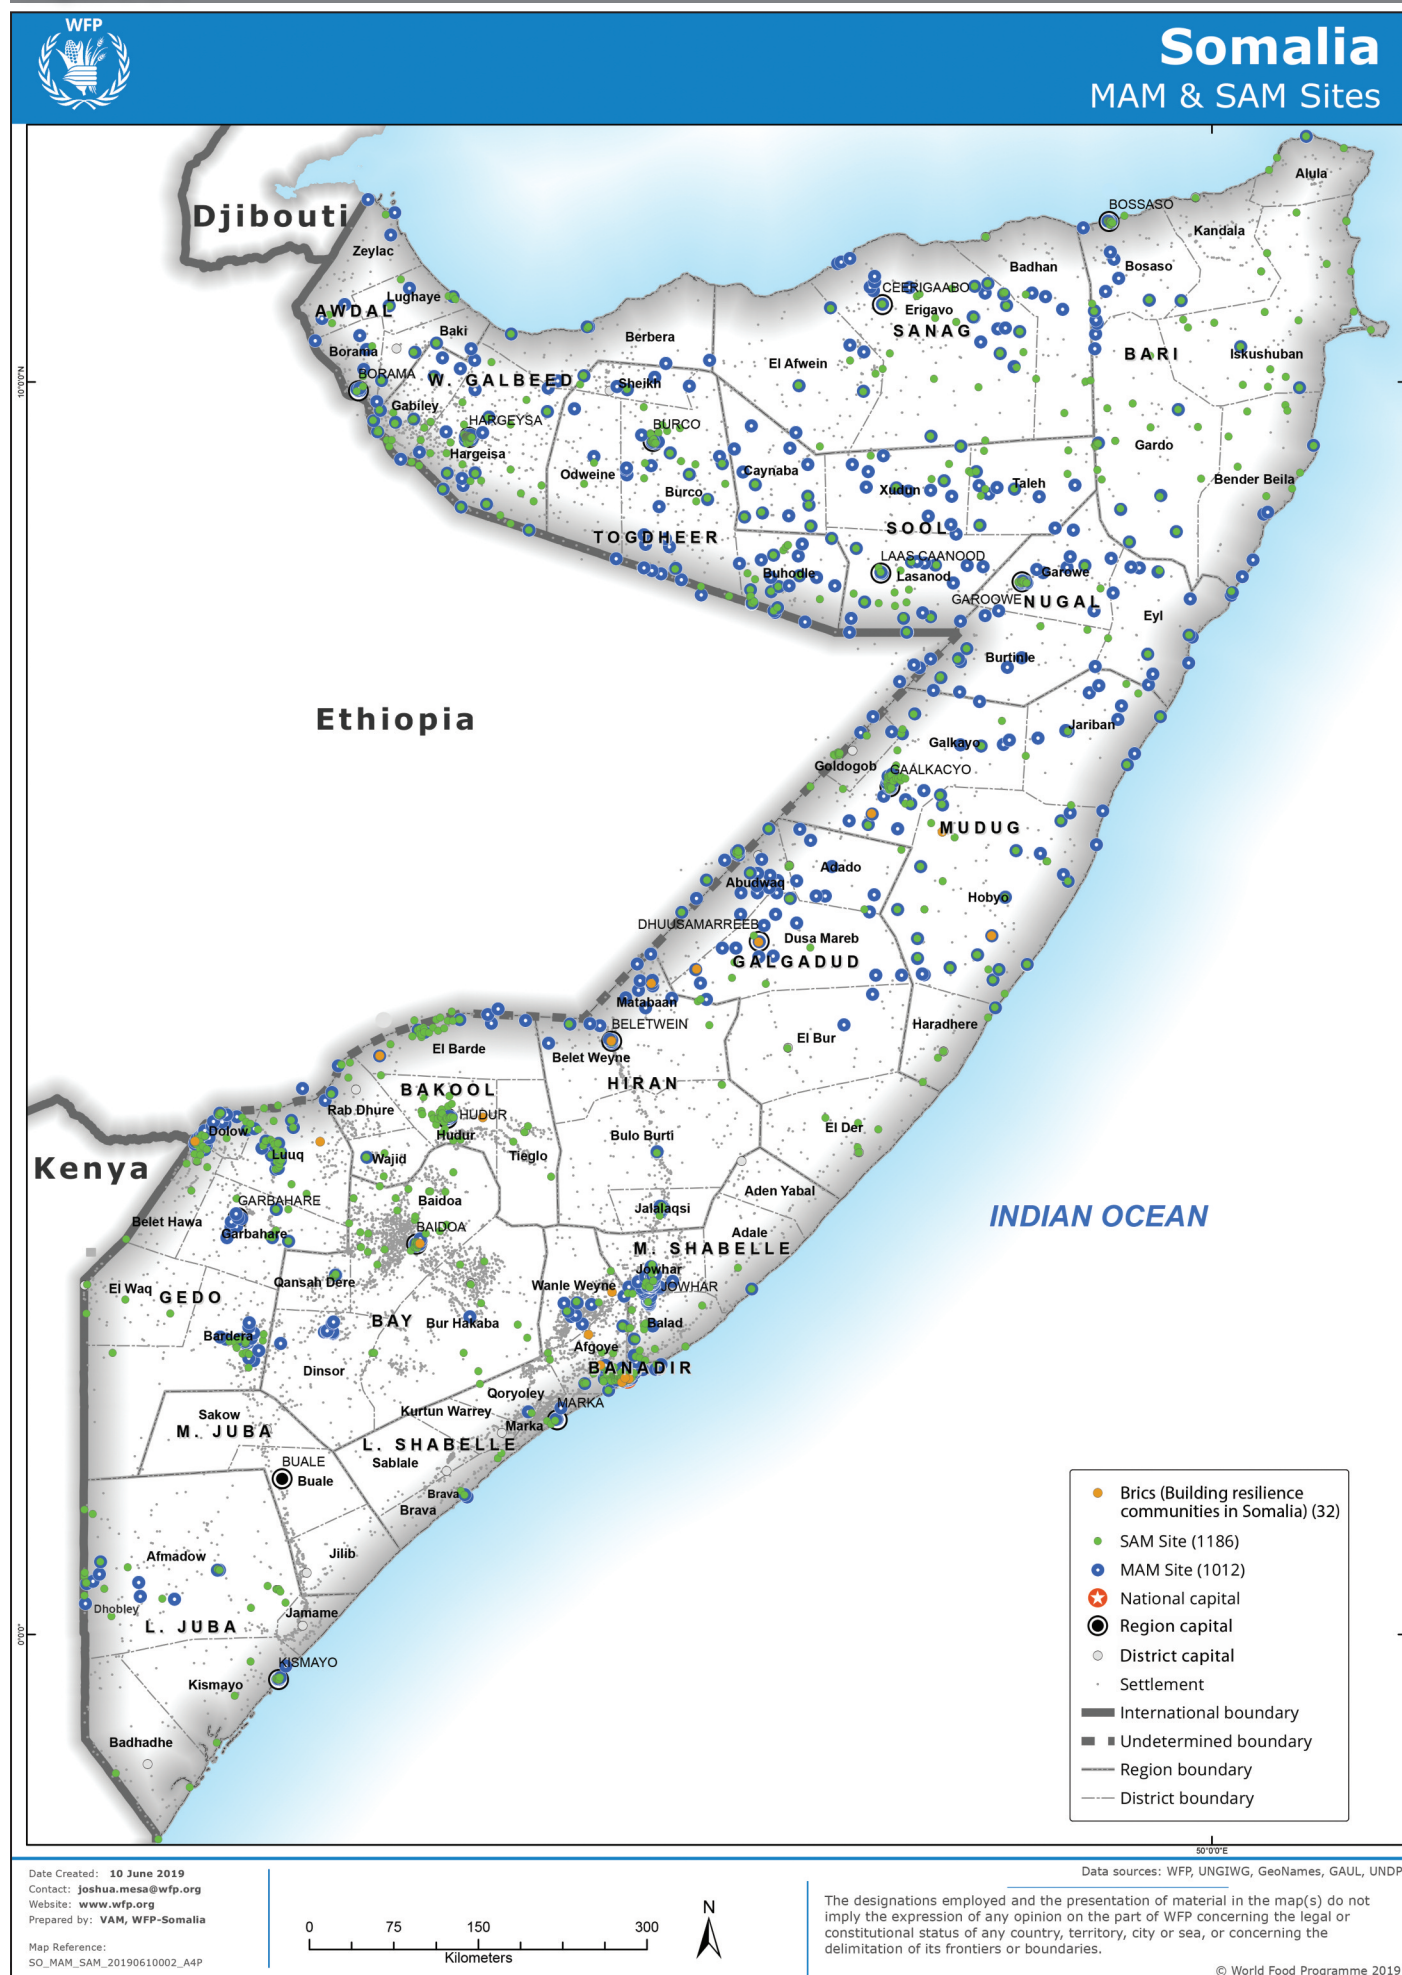 WFP
Somalia
MAM & SAM Sites
Djibouti
Zeylac
AWDAL
Lughaye
Baki
Borama
BORAMA
W. GALBEED
Gabiley
HARGEYSA
Hargeisa
Berbera
Sheikh
BURCO
Odweine
Burco
TOGDHEER
Buhodle
Caynaba
El Afwein
CEERIGAABO
Erigavo
SANAG
Badhan
BOSSASO
Bosaso
Kandala
Alula
BARI
Iskushuban
Gardo
Bender Beila
Xudun
Taleh
SOOL
LAAS CAANOOD
Lasanod
Garowe
GAROOWE
NUGAL
Eyl
Burtinle
Jariban
Ethiopia
Galkayo
Goldogob
GAALKACYO
MUDUG
Adado
Abudwaq
Hobyo
DHUUSAMARREEB
Dusa Mareb
GALGADUD
Matabaan
BELETWEIN
Belet Weyne
El Bur
Haradhere
HIRAN
El Barde
BAKOOL
Rab Dhure
HUDUR
Hudur
Tieglo
Wajid
Bulo Burti
El Der
Dolow
Luuq
Kenya
GARBAHARE
Garbahare
Belet Hawa
Baidoa
BAIDOA
Jalalaqsi
Aden Yabal
Adale
M. SHABELLE
INDIAN OCEAN
El Waq
GEDO
Qansah Dere
Wanle Weyne
Jowhar
JOWHAR
BAY
Bur Hakaba
Balad
Bardera
Dinsor
Afgoye
BANADIR
Qoryoley
MARKA
Marka
Kurtun Warrey
Sakow
M. JUBA
L. SHABELLE
Sablale
BUALE
Buale
Brava
Brava
Afmadow
Jilib
Dhobley
L. JUBA
Jamame
KISMAYO
Kismayo
Badhadhe
10°0'0"N
0°0'0"
50°0'0"E
Brics (Building resilience
communities in Somalia) (32)
SAM Site (1186)
MAM Site (1012)
National capital
Region capital
District capital
Settlement
International boundary
Undetermined boundary
Region boundary
District boundary
Date Created: 10 June 2019
Contact: joshua.mesa@wfp.org
Website: www.wfp.org
Prepared by: VAM, WFP-Somalia
Map Reference:
SO_MAM_SAM_20190610002_A4P
0 75 150 300
Kilometers
N
Data sources: WFP, UNGIWG, GeoNames, GAUL, UNDP
The designations employed and the presentation of material in the map(s) do not
imply the expression of any opinion on the part of WFP concerning the legal or
constitutional status of any country, territory, city or sea, or concerning the
delimitation of its frontiers or boundaries.
© World Food Programme 2019